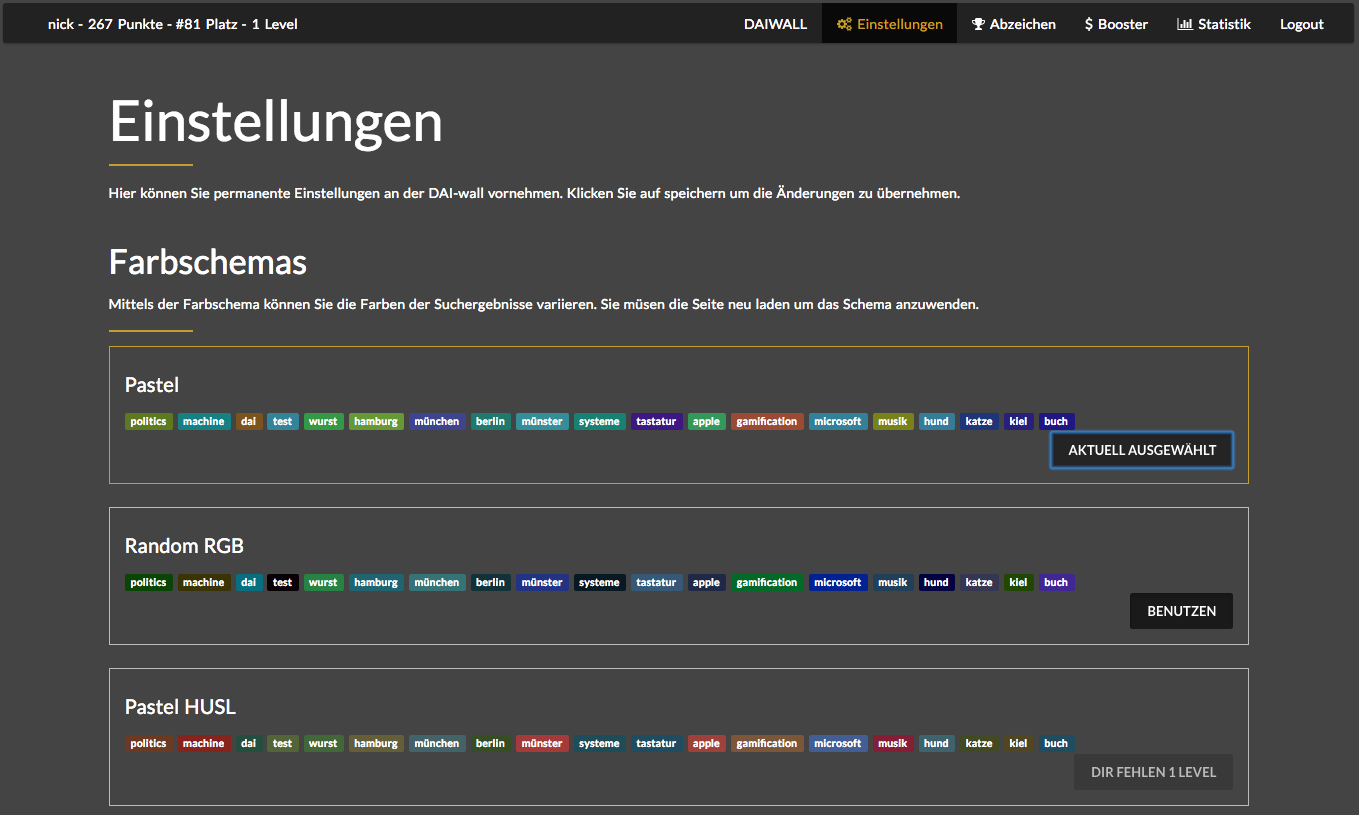 nick - 267 Punkte - #81 Platz - 1 Level DAIWALL Einstellungen Abzeichen $ Booster Statistik Logout
Einstellungen
Hier können Sie permanente Einstellungen an der DAI-wall vornehmen. Klicken Sie auf speichern um die Änderungen zu übernehmen.
Farbschemas
Mittels der Farbschema können Sie die Farben der Suchergebnisse variieren. Sie müsen die Seite neu laden um das Schema anzuwenden.
Pastel
politics machine dai test wurst hamburg münchen berlin münster systeme tastatur apple gamification microsoft musik hund katze kiel buch
AKTUELL AUSGEWÄHLT
Random RGB
politics machine dai test wurst hamburg münchen berlin münster systeme tastatur apple gamification microsoft musik hund katze kiel buch
BENUTZEN
Pastel HUSL
politics machine dai test wurst hamburg münchen berlin münster systeme tastatur apple gamification microsoft musik hund katze kiel buch
DIR FEHLEN 1 LEVEL